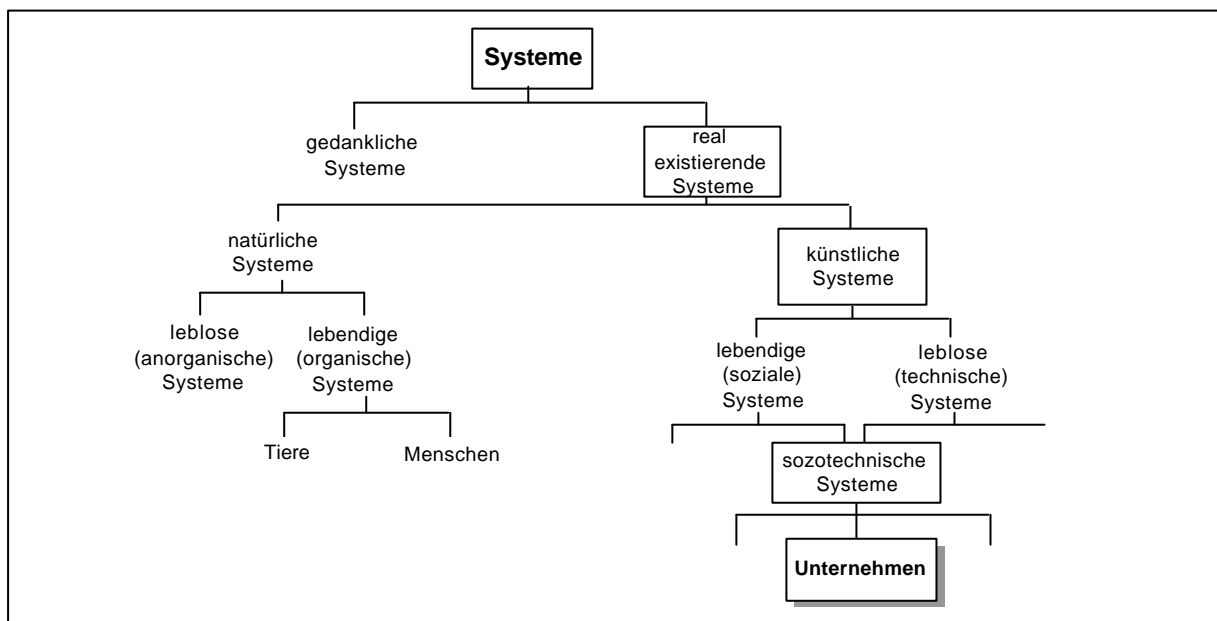 Systeme
gedankliche
Systeme
real
existierende
Systeme
natürliche
Systeme
künstliche
Systeme
leblose
(anorganische)
Systeme
lebendige
(organische)
Systeme
lebendige
(soziale)
Systeme
leblose
(technische)
Systeme
Tiere
Menschen
sozotechnische
Systeme
Unternehmen